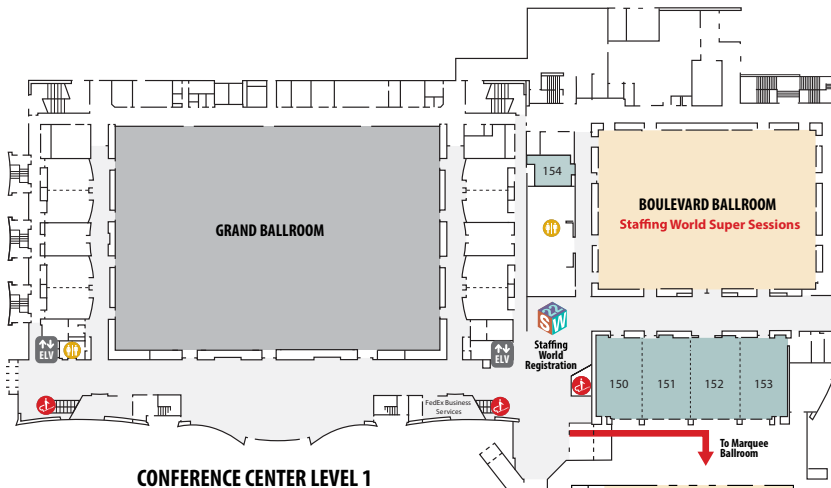 154
BOULEVARD BALLROOM
Staffing World Super Sessions
GRAND BALLROOM
SW
Staffing
World
Registration
ELV
ELV
150
151
152
153
FedEx Business
Services
To Marquee
Ballroom
CONFERENCE CENTER LEVEL 1